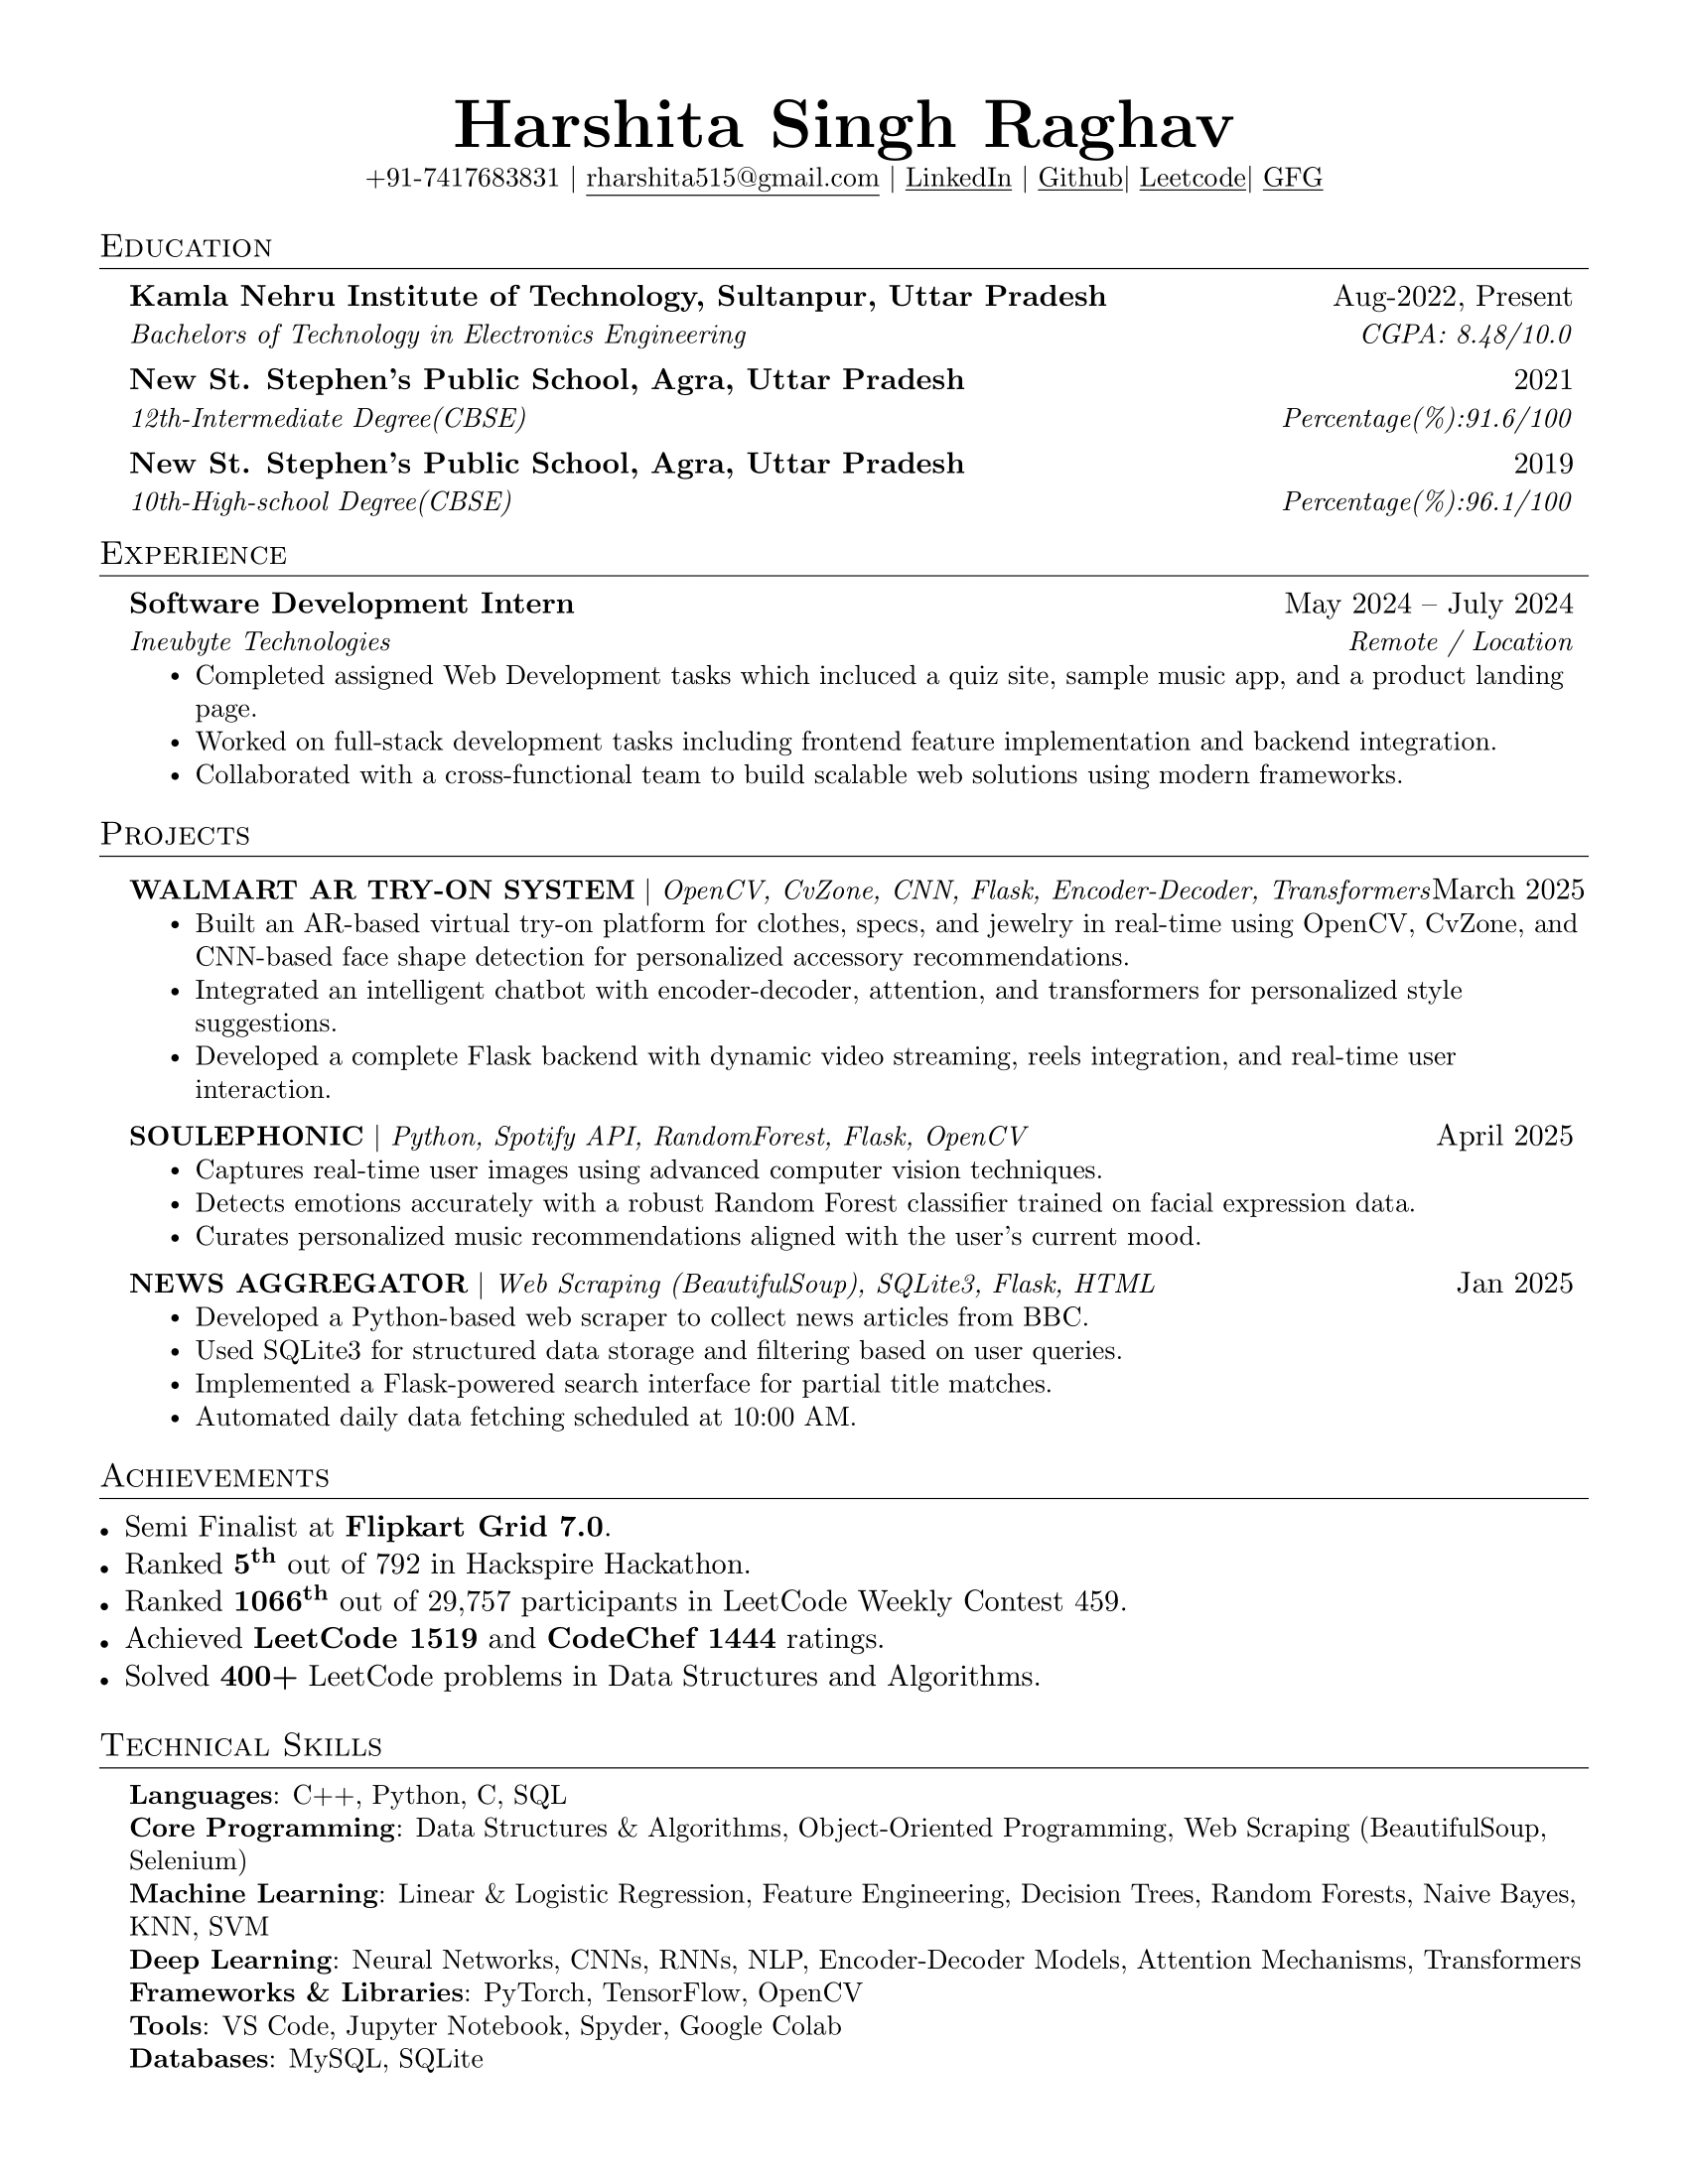 Harshita Singh Raghav
+91-7417683831 | rharshita515@gmail.com | LinkedIn | Github| Leetcode| GFG
Education
Kamla Nehru Institute of Technology, Sultanpur, Uttar Pradesh Aug-2022, Present
Bachelors of Technology in Electronics Engineering CGPA: 8.48/10.0
New St. Stephen's Public School, Agra, Uttar Pradesh 2021
12th-Intermediate Degree(CBSE) Percentage(%):91.6/100
New St. Stephen's Public School, Agra, Uttar Pradesh 2019
10th-High-school Degree(CBSE) Percentage(%):96.1/100
Experience
Software Development Intern May 2024 – July 2024
Ineubyte Technologies Remote / Location
• Completed assigned Web Development tasks which incluced a quiz site, sample music app, and a product landing
page.
• Worked on full-stack development tasks including frontend feature implementation and backend integration.
• Collaborated with a cross-functional team to build scalable web solutions using modern frameworks.
Projects
WALMART AR TRY-ON SYSTEM | OpenCV, CvZone, CNN, Flask, Encoder-Decoder, Transformers March 2025
• Built an AR-based virtual try-on platform for clothes, specs, and jewelry in real-time using OpenCV, CvZone, and
CNN-based face shape detection for personalized accessory recommendations.
• Integrated an intelligent chatbot with encoder-decoder, attention, and transformers for personalized style
suggestions.
• Developed a complete Flask backend with dynamic video streaming, reels integration, and real-time user
interaction.
SOULEPHONIC | Python, Spotify API, RandomForest, Flask, OpenCV April 2025
• Captures real-time user images using advanced computer vision techniques.
• Detects emotions accurately with a robust Random Forest classifier trained on facial expression data.
• Curates personalized music recommendations aligned with the user's current mood.
NEWS AGGREGATOR | Web Scraping (BeautifulSoup), SQLite3, Flask, HTML Jan 2025
• Developed a Python-based web scraper to collect news articles from BBC.
• Used SQLite3 for structured data storage and filtering based on user queries.
• Implemented a Flask-powered search interface for partial title matches.
• Automated daily data fetching scheduled at 10:00 AM.
Achievements
• Semi Finalist at Flipkart Grid 7.0.
• Ranked 5th out of 792 in Hackspire Hackathon.
• Ranked 1066th out of 29,757 participants in LeetCode Weekly Contest 459.
• Achieved LeetCode 1519 and CodeChef 1444 ratings.
• Solved 400+ LeetCode problems in Data Structures and Algorithms.
Technical Skills
Languages: C++, Python, C, SQL
Core Programming: Data Structures & Algorithms, Object-Oriented Programming, Web Scraping (BeautifulSoup,
Selenium)
Machine Learning: Linear & Logistic Regression, Feature Engineering, Decision Trees, Random Forests, Naive Bayes,
KNN, SVM
Deep Learning: Neural Networks, CNNs, RNNs, NLP, Encoder-Decoder Models, Attention Mechanisms, Transformers
Frameworks & Libraries: PyTorch, TensorFlow, OpenCV
Tools: VS Code, Jupyter Notebook, Spyder, Google Colab
Databases: MySQL, SQLite